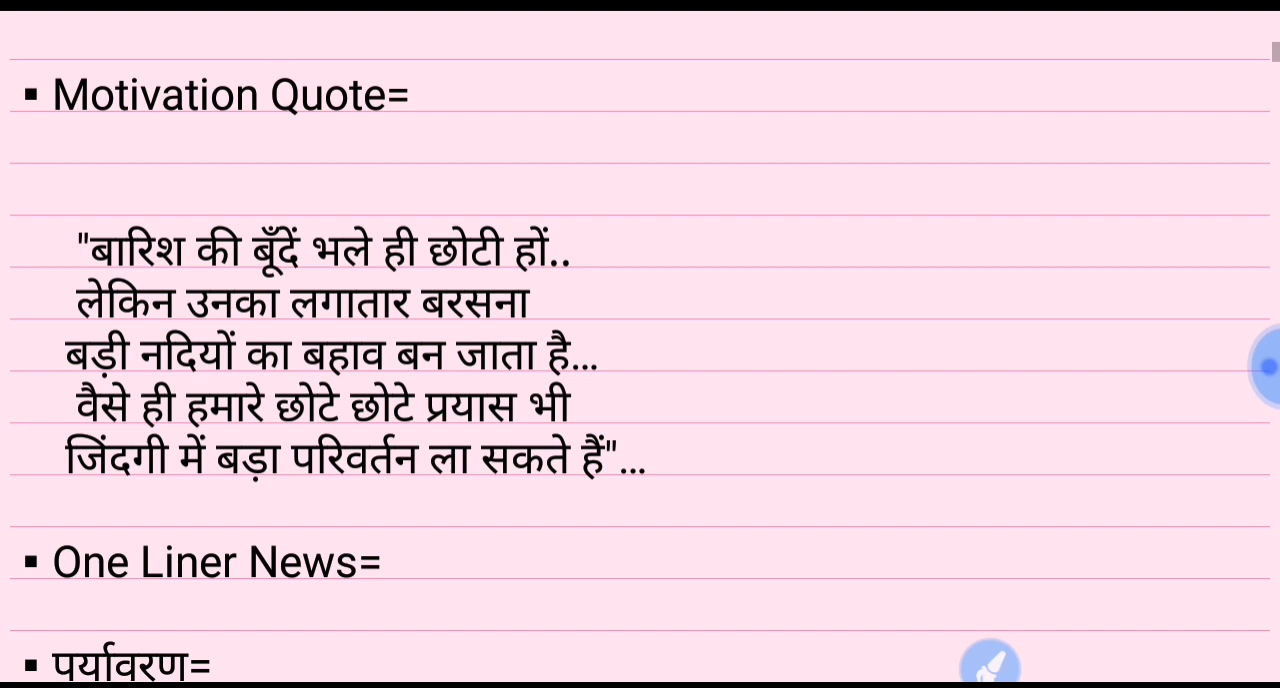 ▪ Motivation Quote=
"बारिश की बूँदें भले ही छोटी हों..
लेकिन उनका लगातार बरसना
बड़ी नदियों का बहाव बन जाता है...
वैसे ही हमारे छोटे छोटे प्रयास भी
जिंदगी में बड़ा परिवर्तन ला सकते हैं"...
▪ One Liner News=
▪ पर्यावरण=